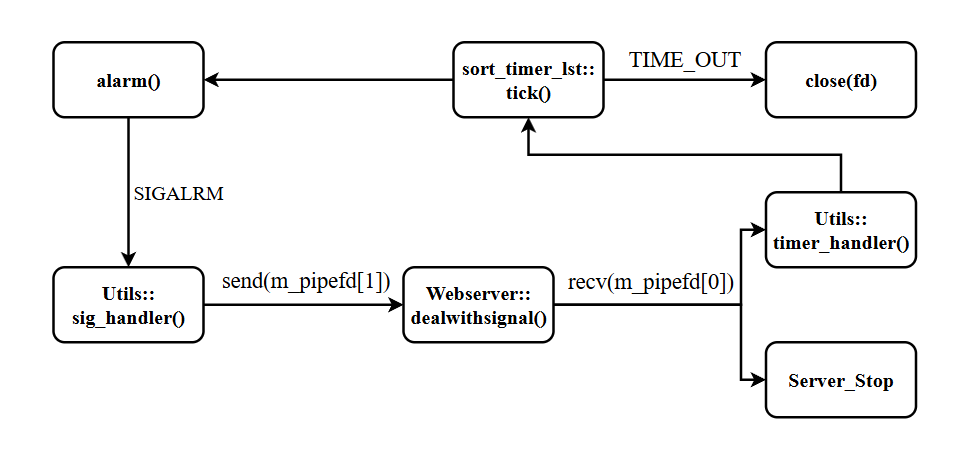 alarm()
sort_timer_lst::
tick()
TIME_OUT
close(fd)
SIGALRM
Utils::
timer_handler()
Utils::
sig_handler()
send(m_pipefd[1])
Webserver::
dealwithsignal()
recv(m_pipefd[0])
Server_Stop